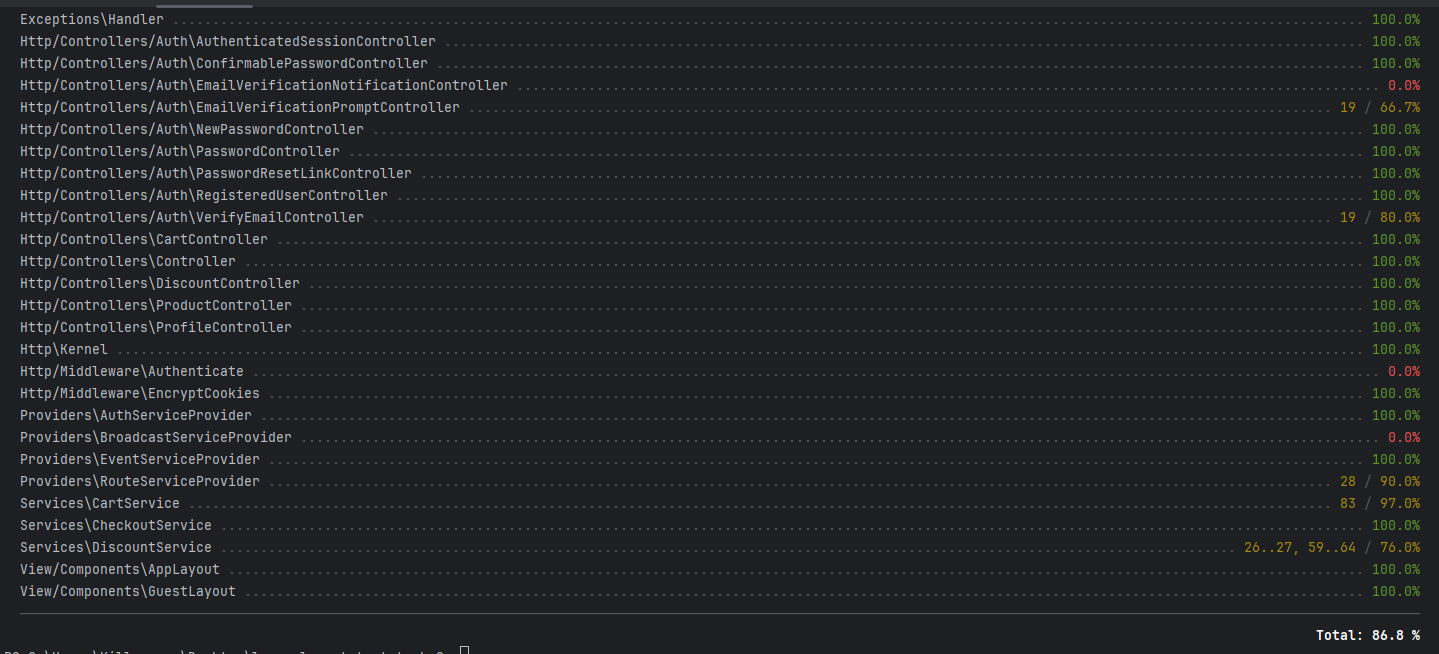 Exceptions\Handler ........ 100.0%
Http/Controllers/Auth\AuthenticatedSessionController ........ 100.0%
Http/Controllers/Auth\ConfirmablePasswordController ........ 100.0%
Http/Controllers/Auth\EmailVerificationNotificationController ........ 0.0%
Http/Controllers/Auth\EmailVerificationPromptController ........ 19 / 66.7%
Http/Controllers/Auth\NewPasswordController ........ 100.0%
Http/Controllers/Auth\PasswordController ........ 100.0%
Http/Controllers/Auth\PasswordResetLinkController ........ 100.0%
Http/Controllers/Auth\RegisteredUserController ........ 100.0%
Http/Controllers/Auth\VerifyEmailController ........ 19 / 80.0%
Http/Controllers\CartController ........ 100.0%
Http/Controllers\Controller ........ 100.0%
Http/Controllers\DiscountController ........ 100.0%
Http/Controllers\ProductController ........ 100.0%
Http/Controllers\ProfileController ........ 100.0%
Http\Kernel ........ 100.0%
Http/Middleware\Authenticate ........ 0.0%
Http/Middleware\EncryptCookies ........ 100.0%
Providers\AuthServiceProvider ........ 100.0%
Providers\BroadcastServiceProvider ........ 0.0%
Providers\EventServiceProvider ........ 100.0%
Providers\RouteServiceProvider ........ 28 / 90.0%
Services\CartService ........ 83 / 97.0%
Services\CheckoutService ........ 100.0%
Services\DiscountService ........ 26..27, 59..64 / 76.0%
View/Components\AppLayout ........ 100.0%
View/Components\GuestLayout ........ 100.0%
Total: 86.8 %